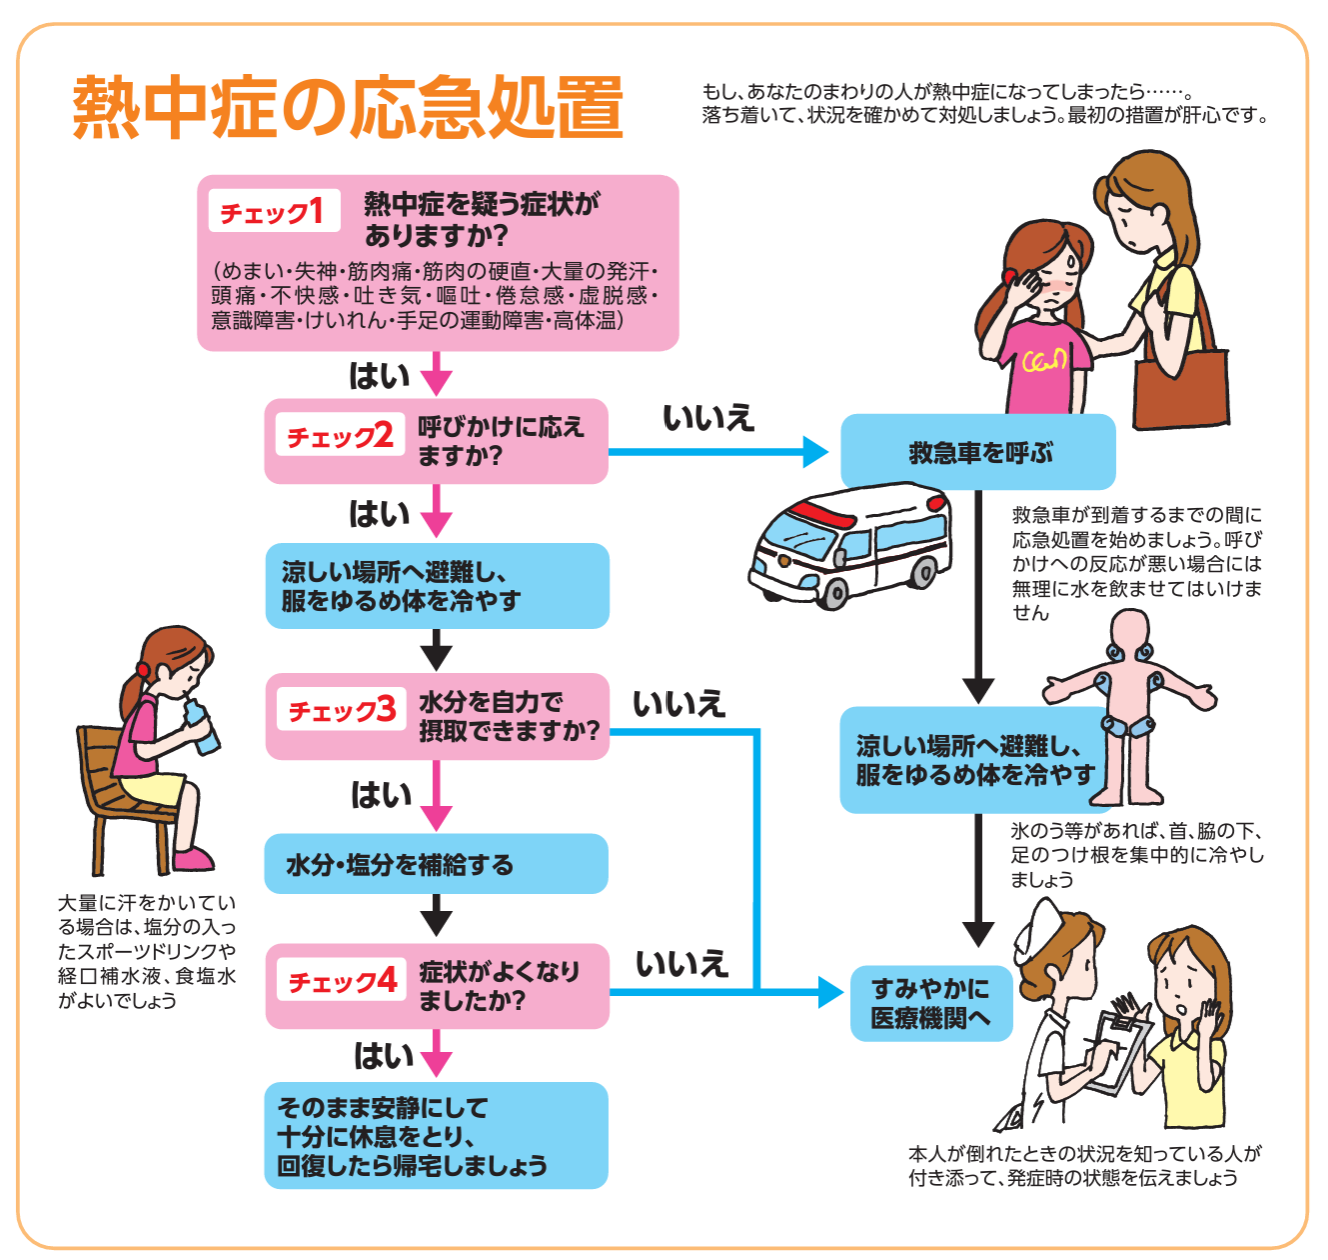 熱中症の応急処置
もし、あなたのまわりの人が熱中症になってしまったら……。
落ち着いて、状況を確かめて対処しましょう。最初の措置が肝心です。
チェック1
熱中症を疑う症状が
ありますか?
（めまい・失神・筋肉痛・筋肉の硬直・大量の発汗・
頭痛・不快感・吐き気・嘔吐・倦怠感・虚脱感・
意識障害・けいれん・手足の運動障害・高体温）
はい
チェック2
呼びかけに応え
ますか?
いいえ
救急車を呼ぶ
救急車が到着するまでの間に
応急処置を始めましょう。呼び
かけへの反応が悪い場合には
無理に水を飲ませてはいけま
せん
はい
涼しい場所へ避難し、
服をゆるめ体を冷やす
チェック3
水分を自力で
摂取できますか?
いいえ
涼しい場所へ避難し、
服をゆるめ体を冷やす
氷のう等があれば、首、脇の下、
足のつけ根を集中的に冷やし
ましょう
はい
水分・塩分を補給する
大量に汗をかいてい
る場合は、塩分の入っ
たスポーツドリンクや
経口補水液、食塩水
がよいでしょう
チェック4
症状がよくなり
ましたか?
いいえ
すみやかに
医療機関へ
はい
そのまま安静にして
十分に休息をとり、
回復したら帰宅しましょう
本人が倒れたときの状況を知っている人が
付き添って、発症時の状態を伝えましょう